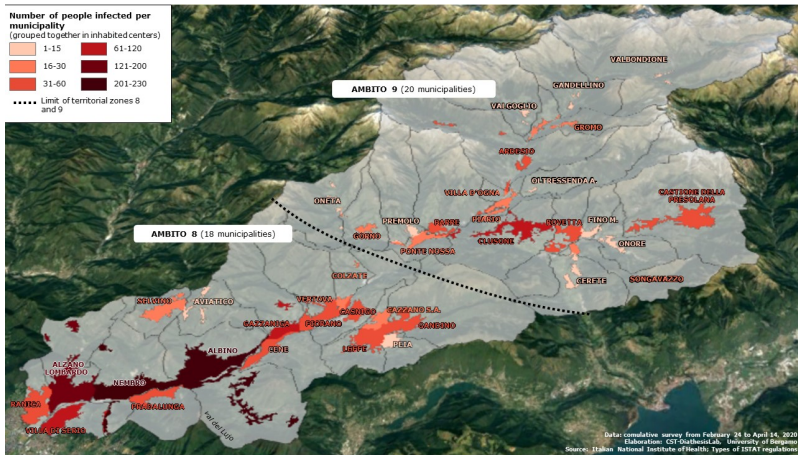 Number of people infected per
municipality
(grouped together in inhabited centers)
1-15
61-120
16-30
121-200
31-60
201-230
Limit of territorial zones 8
and 9
VALBONDIONE
GANDELLINO
AMBITO 9 (20 municipalities)
VALGOGLIO
GROMO
ARDESIO
OLTRESSENDA A.
VILLA D'OGNA
CASTIONE DELLA
PRESOLANA
ONETA
PREMOLO
PARRE
PIARIO
ROVETTA
FINO M.
AMBITO 8 (18 municipalities)
GORNO
CLUSONE
ONORE
PONTE NOSSA
COLZATE
CERETE
SONGAVAZZO
SELVINO
AVIATICO
VERTOVA
CASNIGO
CAZZANO S.A.
GAZZANIGA
FIORANO
GANDINO
LEFFE
PEIA
CENE
ALBINO
ALZANO
LOMBARDO
NEMBRO
RANICA
PRADALUNGA
VILLA DI SERIO
Val del Lujo
Data: comulative survey from February 24 to April 14, 2020
Elaboration: CST-DiathesisLab, University of Bergamo
Source: Italian National Institute of Health; Types of ISTAT regulations